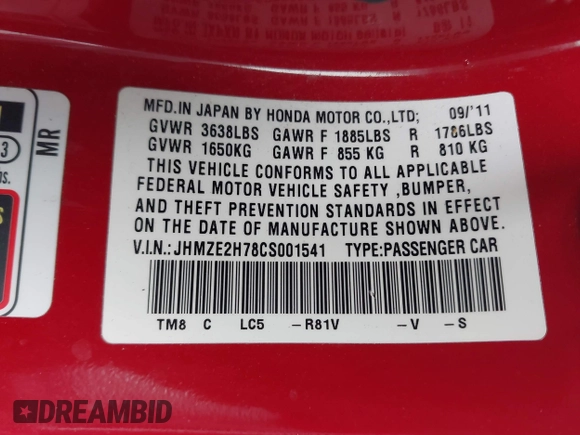 MFD.IN JAPAN BY HONDA MOTOR CO.,LTD; 09/'11
GVWR 3638LBS GAWR F 1885LBS R 1786LBS
GVWR 1650KG GAWR F 855 KG R 810 KG
THIS VEHICLE CONFORMS TO ALL APPLICABLE
FEDERAL MOTOR VEHICLE SAFETY ,BUMPER,
AND THEFT PREVENTION STANDARDS IN EFFECT
ON THE DATE OF MANUFACTURE SHOWN ABOVE.
V.I.N.:JHMZE2H78CS001541 TYPE:PASSENGER CAR
TM8 C LC5 -R81V -V -S
MR
3
DREAMBID